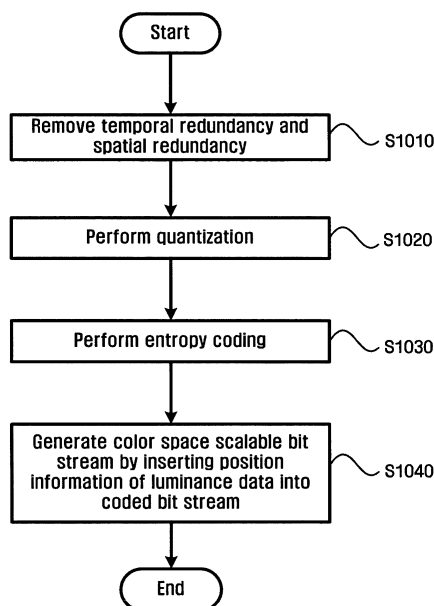 Start
Remove temporal redundancy and
spatial redundancy
S1010
Perform quantization
S1020
Perform entropy coding
S1030
Generate color space scalable bit
stream by inserting position
information of luminance data into
coded bit stream
S1040
End